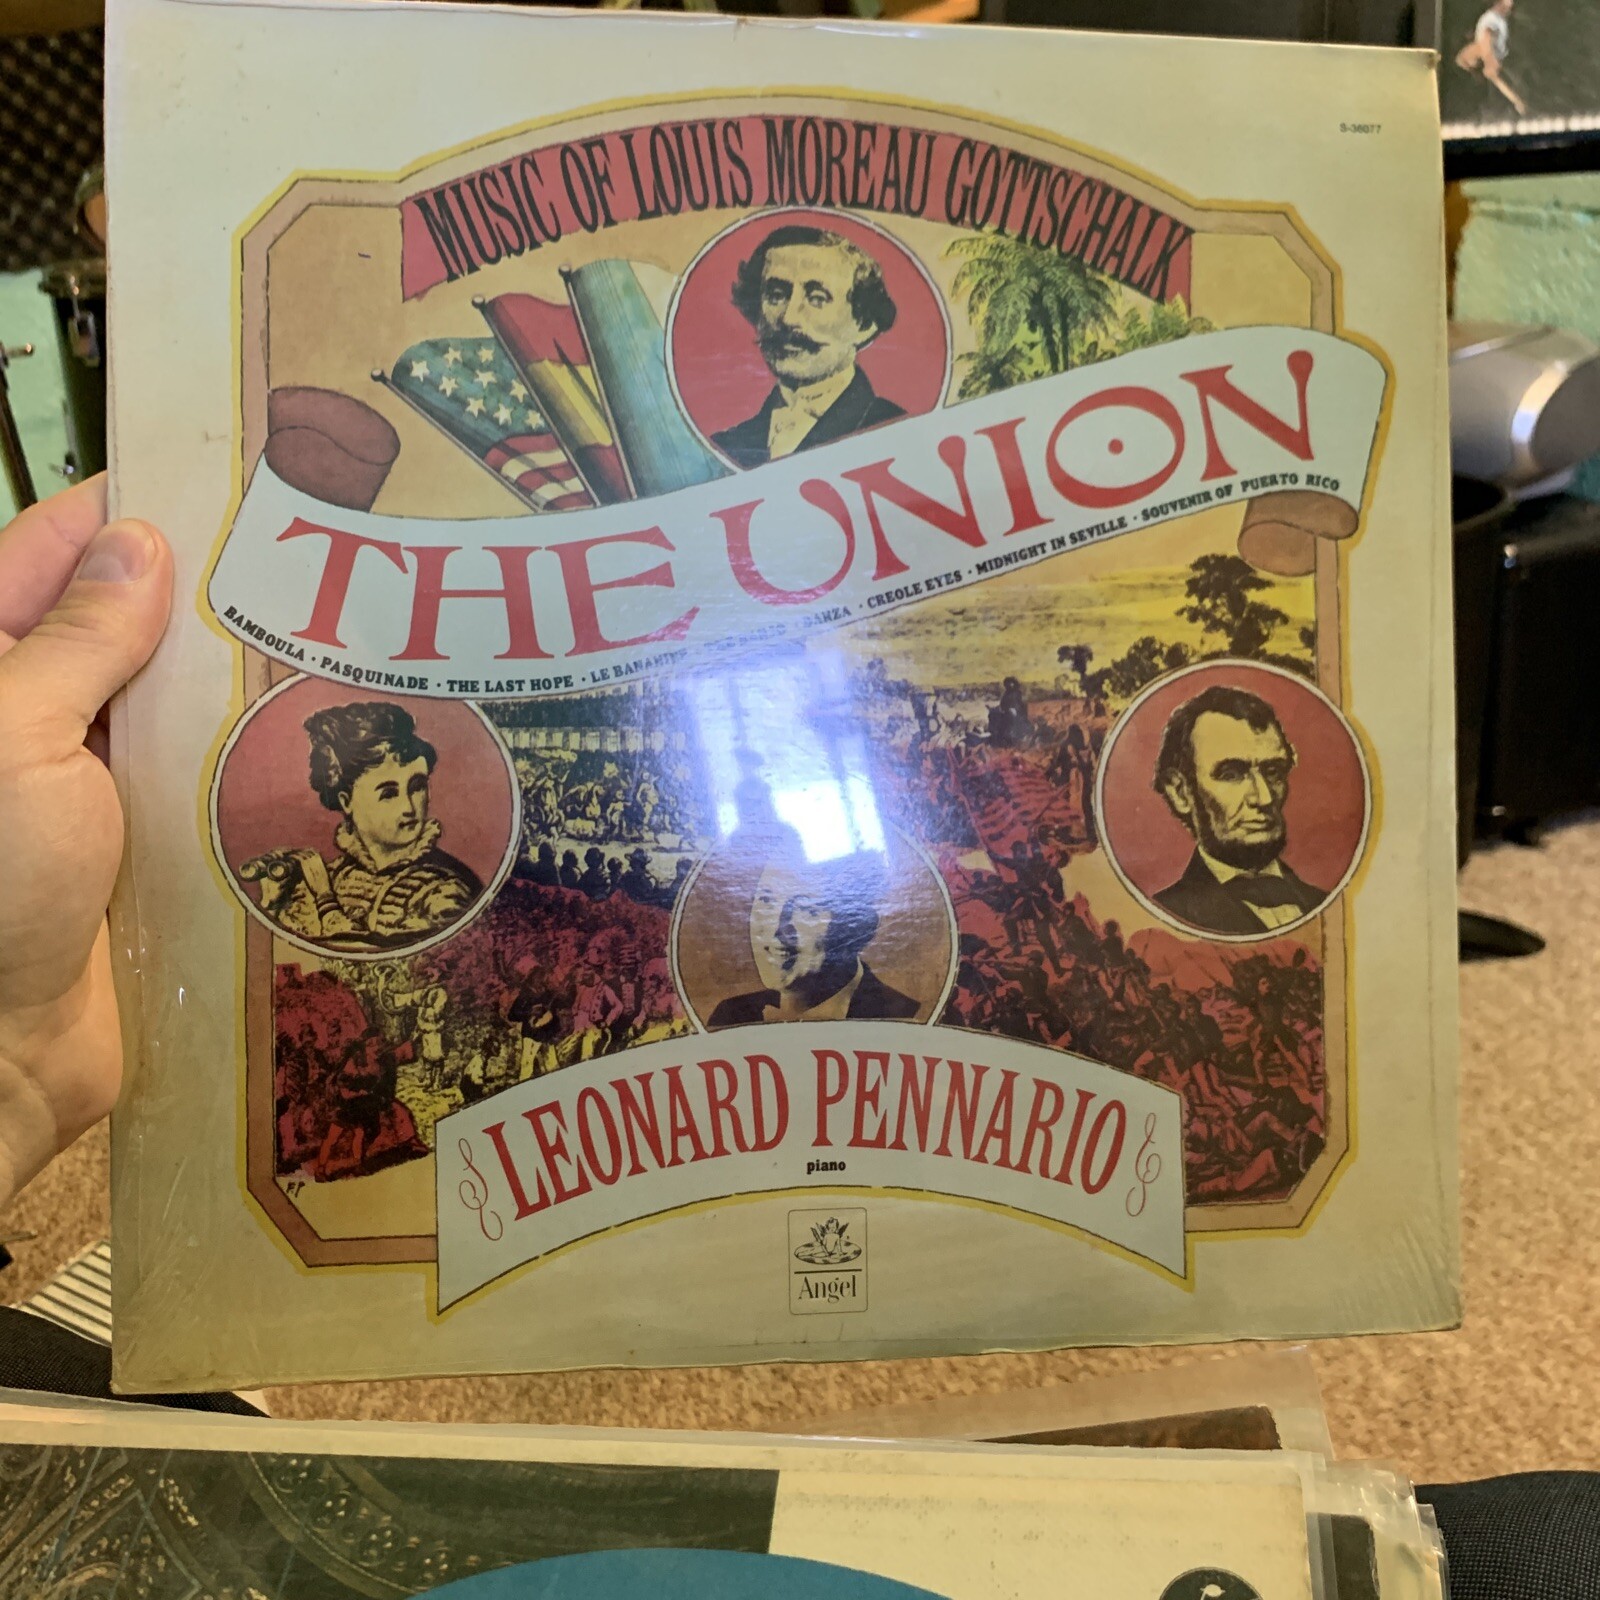 S-36077
MUSIC OF LOUIS MOREAU GOTTSCHALK
THE UNION
BAMBOULA · PASQUINADE · THE LAST HOPE · LE BANANIER · DANZA · CREOLE EYES · MIDNIGHT IN SEVILLE · SOUVENIR OF PUERTO RICO
LEONARD PENNARIO
piano
Angel